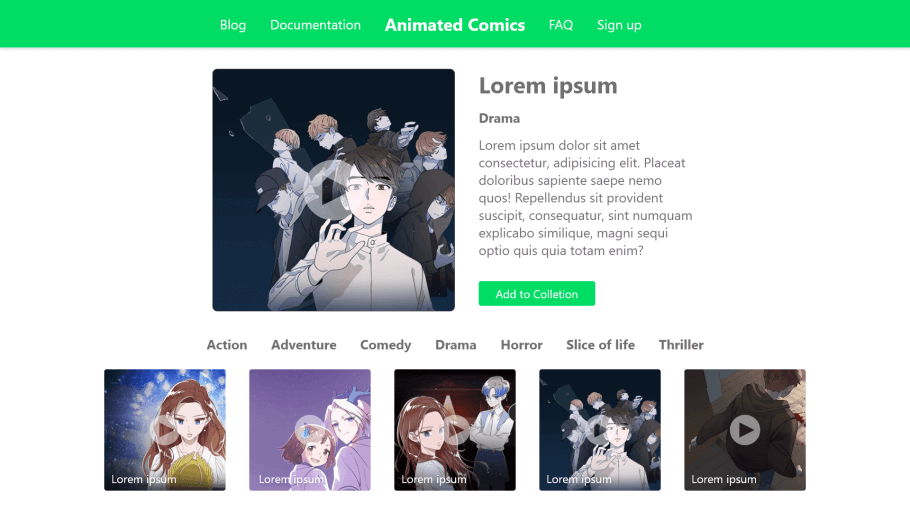 Blog Documentation Animated Comics FAQ Sign up
Lorem ipsum
Drama
Lorem ipsum dolor sit amet
consectetur, adipisicing elit. Placeat
doloribus sapiente saepe nemo
quos! Repellendus sit provident
suscipit, consequatur, sint numquam
explicabo similique, magni sequi
optio quis quia totam enim?
Add to Colletion
Action Adventure Comedy Drama Horror Slice of life Thriller
Lorem ipsum Lorem ipsum Lorem ipsum Lorem ipsum Lorem ipsum